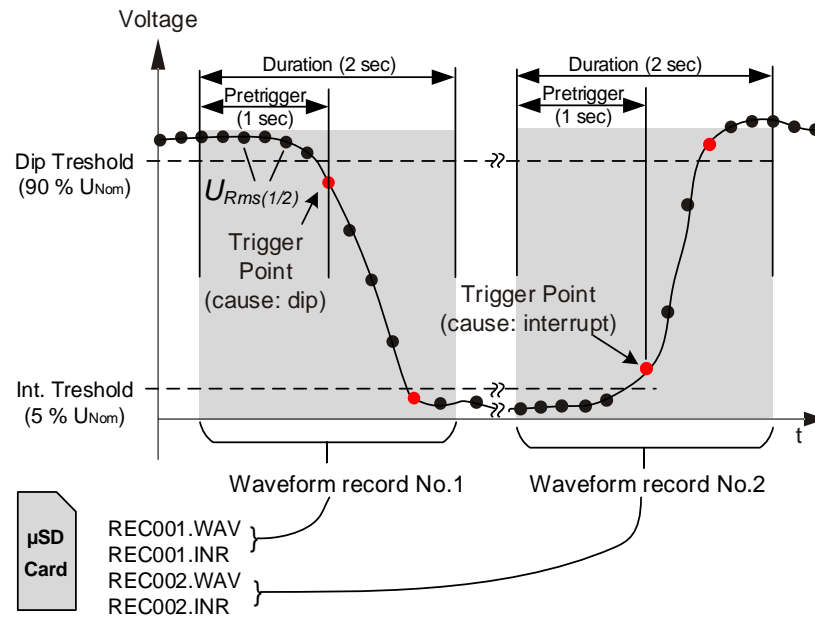 Voltage
Duration (2 sec)
Duration (2 sec)
Pretrigger
(1 sec)
Pretrigger
(1 sec)
Dip Treshold
(90 % UNom)
URms(1/2)
Trigger
Point
(cause: dip)
Trigger Point
(cause: interrupt)
Int. Treshold
(5 % UNom)
t
Waveform record No.1
Waveform record No.2
µSD
Card
REC001.WAV
REC001.INR
REC002.WAV
REC002.INR